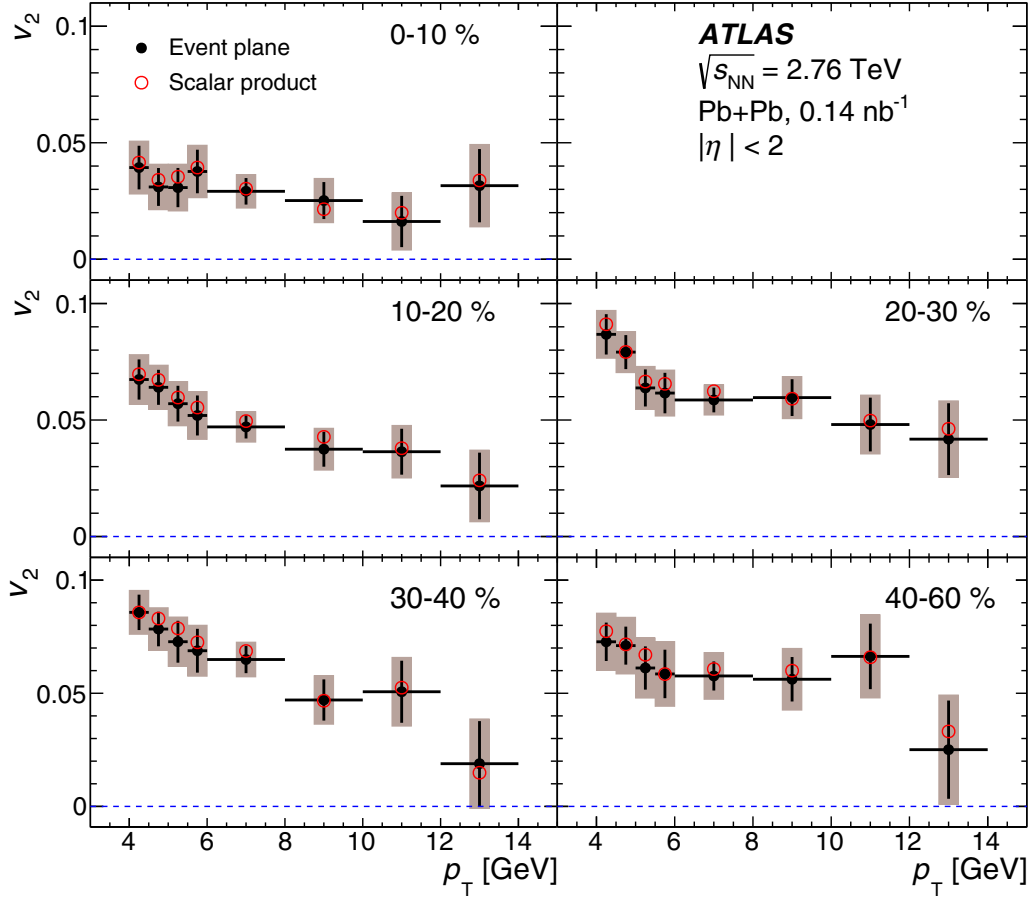 v₂
0.1
0.05
0
Event plane
Scalar product
0-10 %
ATLAS
√sNN = 2.76 TeV
Pb+Pb, 0.14 nb⁻¹
|η| < 2
v₂
0.1
0.05
0
10-20 %
20-30 %
v₂
0.1
0.05
0
30-40 %
40-60 %
4 6 8 10 12 14
4 6 8 10 12 14
pT [GeV]
pT [GeV]